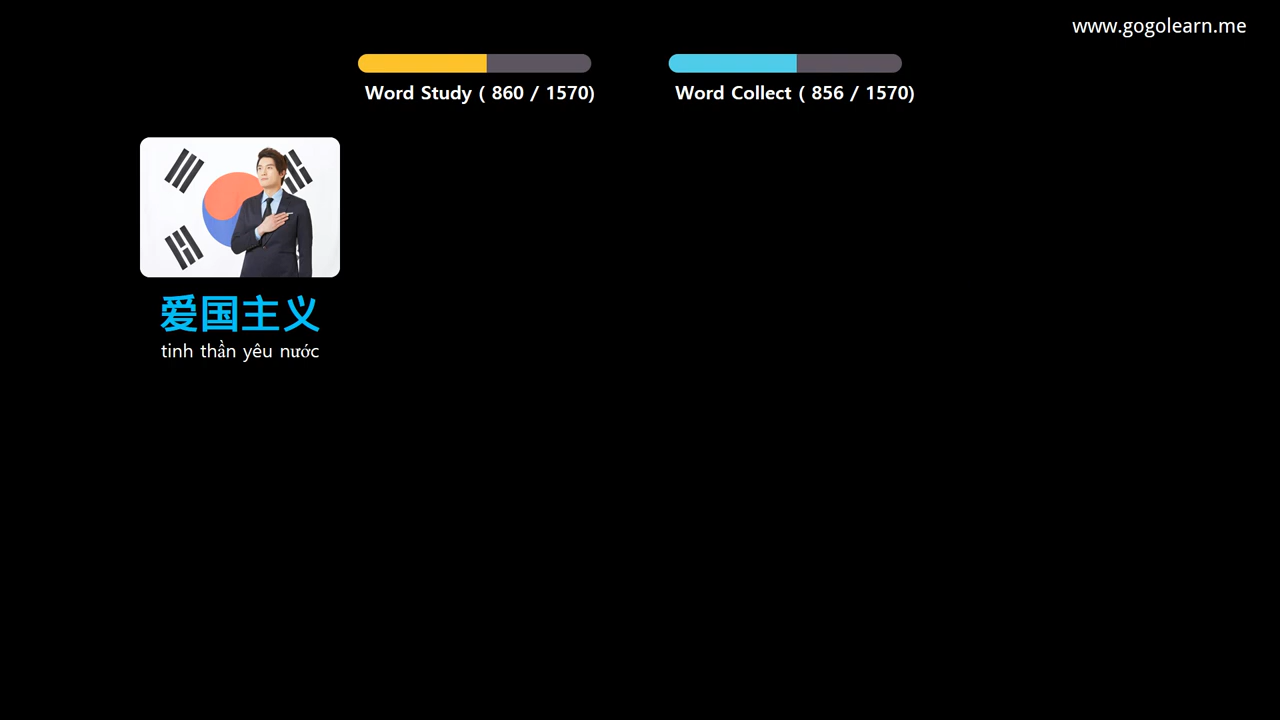 www.gogolearn.me
Word Study ( 860 / 1570)
Word Collect ( 856 / 1570)
爱国主义
tinh thần yêu nước